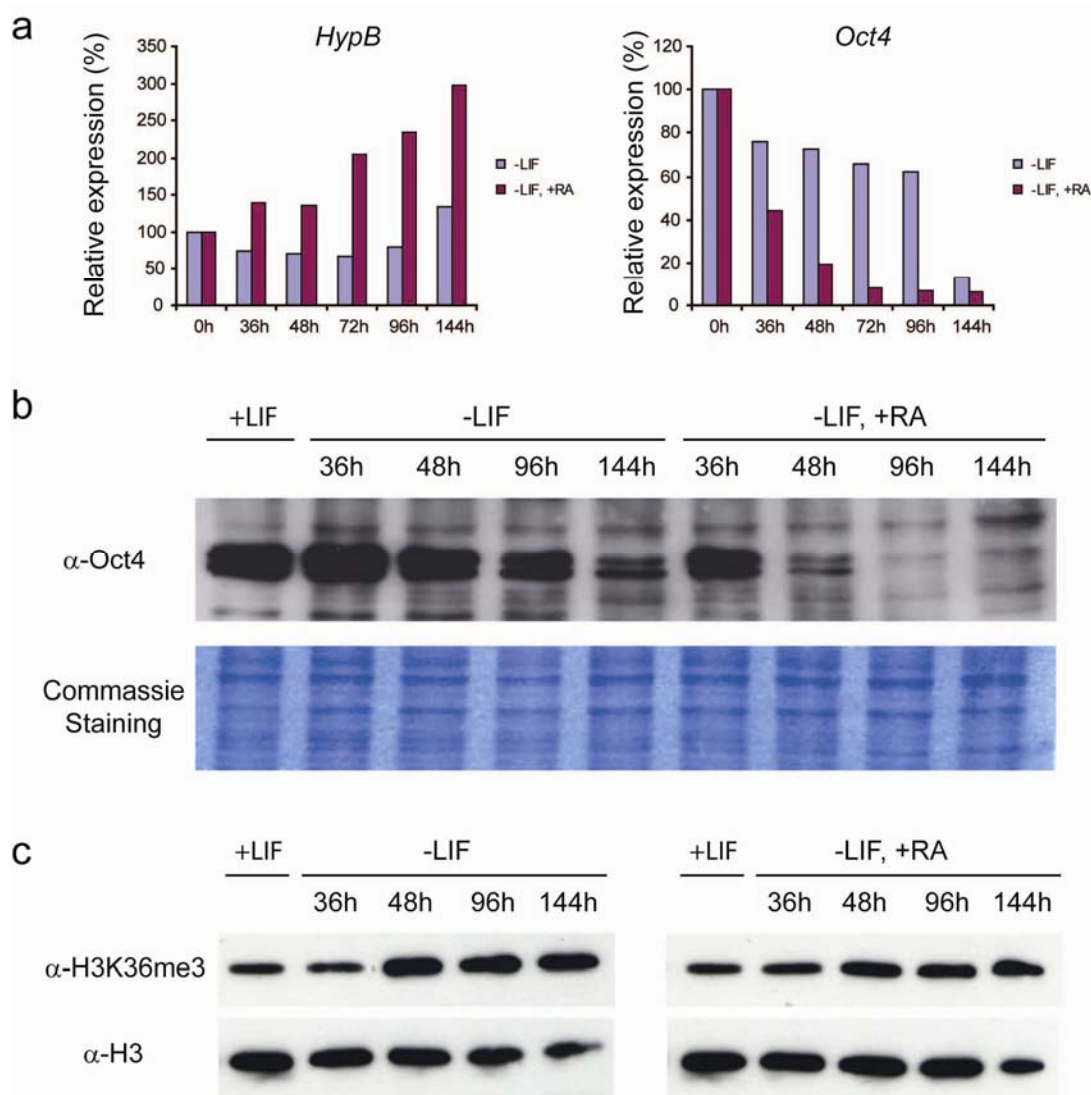 a
HypB
Relative expression (%)
350
300
250
200
150
100
50
0
0h 36h 48h 72h 96h 144h
-LIF
-LIF, +RA
Oct4
Relative expression (%)
120
100
80
60
40
20
0
0h 36h 48h 72h 96h 144h
-LIF
-LIF, +RA
b
+LIF -LIF -LIF, +RA
36h 48h 96h 144h 36h 48h 96h 144h
α-Oct4
Commassie
Staining
c
+LIF -LIF +LIF -LIF, +RA
36h 48h 96h 144h 36h 48h 96h 144h
α-H3K36me3
α-H3